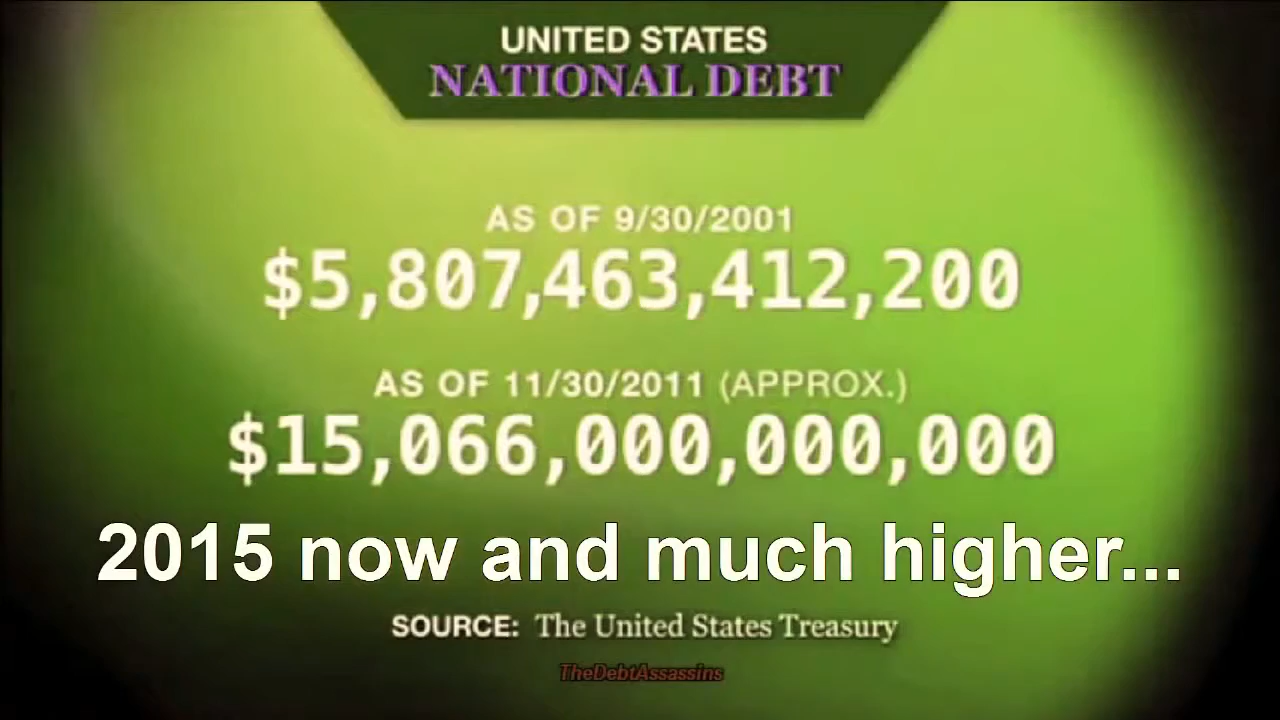 UNITED STATES
NATIONAL DEBT
AS OF 9/30/2001
$5,807,463,412,200
AS OF 11/30/2011 (APPROX.)
$15,066,000,000,000
2015 now and much higher...
SOURCE: The United States Treasury
TheDebtAssassins